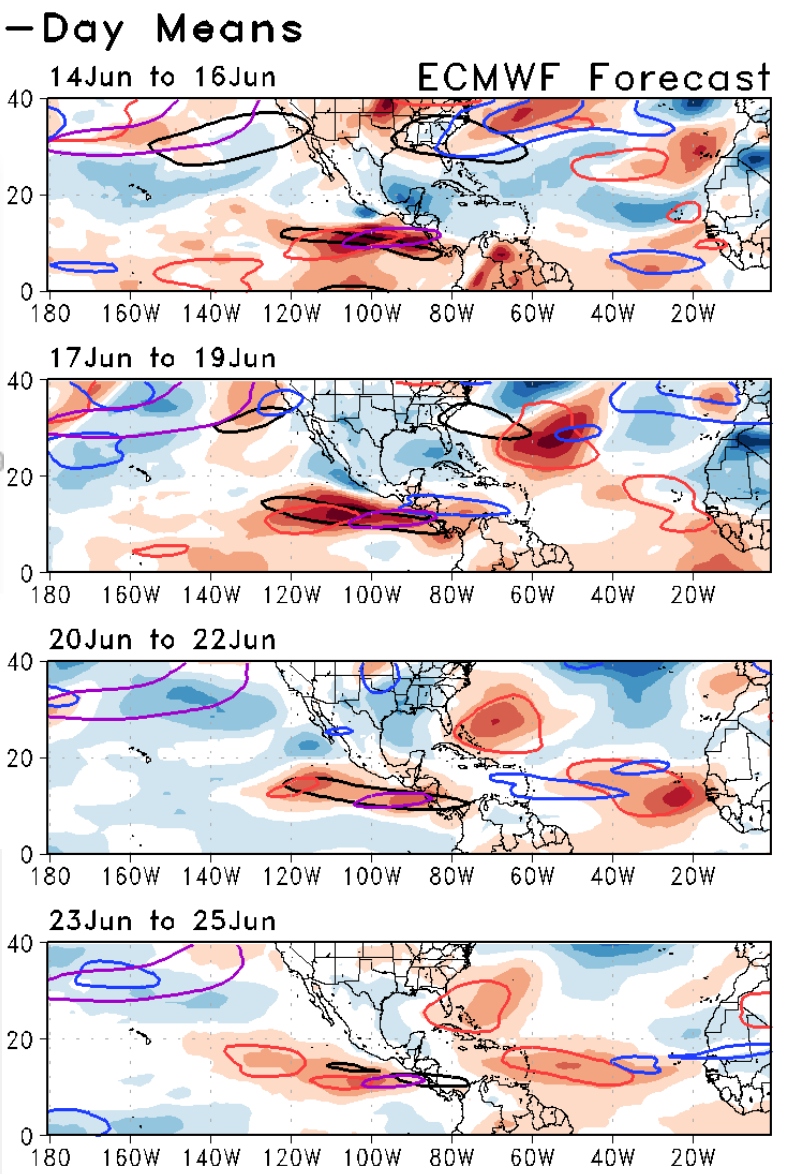 –Day Means
14Jun to 16Jun ECMWF Forecast
40
20
0
180 160W 140W 120W 100W 80W 60W 40W 20W
17Jun to 19Jun
40
20
0
180 160W 140W 120W 100W 80W 60W 40W 20W
20Jun to 22Jun
40
20
0
180 160W 140W 120W 100W 80W 60W 40W 20W
23Jun to 25Jun
40
20
0
180 160W 140W 120W 100W 80W 60W 40W 20W